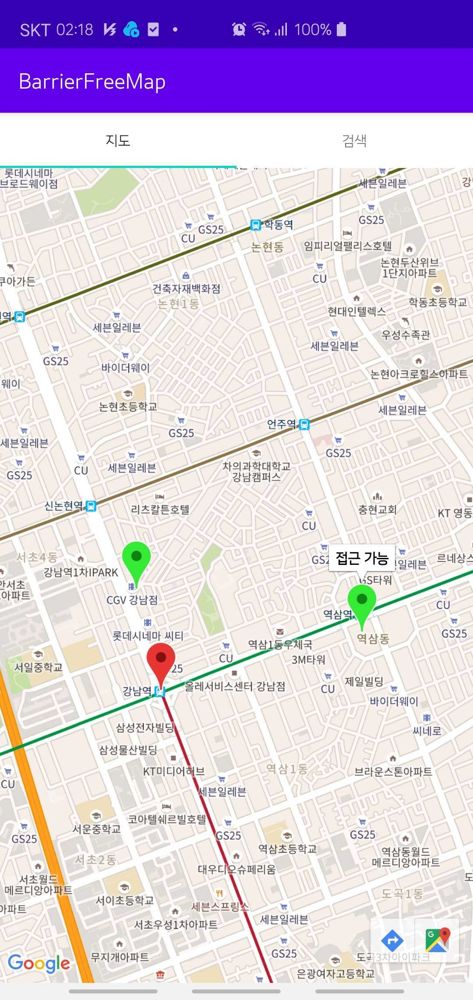 SKT 02:18
100%
BarrierFreeMap
지도
검색
롯데시네마
브로드웨이점
세븐일레븐
GS25
GS25
CU
학동역
논현동
임피리얼팰리스호텔
논현두산위브
1단지아파트
CU
쿠아가든
건축자재백화점
논현1동
학동초등학교
현대인텔렉스
세븐일레븐
우성수족관
세븐일레븐
GS25
바이더웨이
논현아크로힐스아파트
웨이
논현초등학교
세븐일레븐
언주역
GS25
세븐일레븐
GS25
차의과학대학교
강남캠퍼스
세븐일레븐
CU
GS25
신논현역
리츠칼튼호텔
충현교회
KT 영동
CU
서초4동
접근 가능
르네상스
강남역1차IPARK
GS타워
안서초
아파트
CGV 강남점
CU
역삼역
롯데시네마 씨티
GS25
역삼동
역삼1동우체국
CU
3M타워
서일중학교
25
올레서비스센터 강남점
제일빌딩
CU
강남역
바이더웨이
삼성전자빌딩
씨네로
삼성물산빌딩
역삼1동
KT미디어허브
브라운스톤아파트
CU
세븐일레븐
코아텔쉐르빌호텔
서운중학교
GS25
GS25
GS25
역삼초등학교
역삼동월드
메르디앙아파트
서초2동
대우디오슈페리움
서초월드
메르디앙아파트
도곡1동
서이초등학교
세븐스프링스
아파트
세븐일레븐
서초우성1차아파트
GS25
무지개아파트
도곡3차아이파크
Google
은광여자고등학교